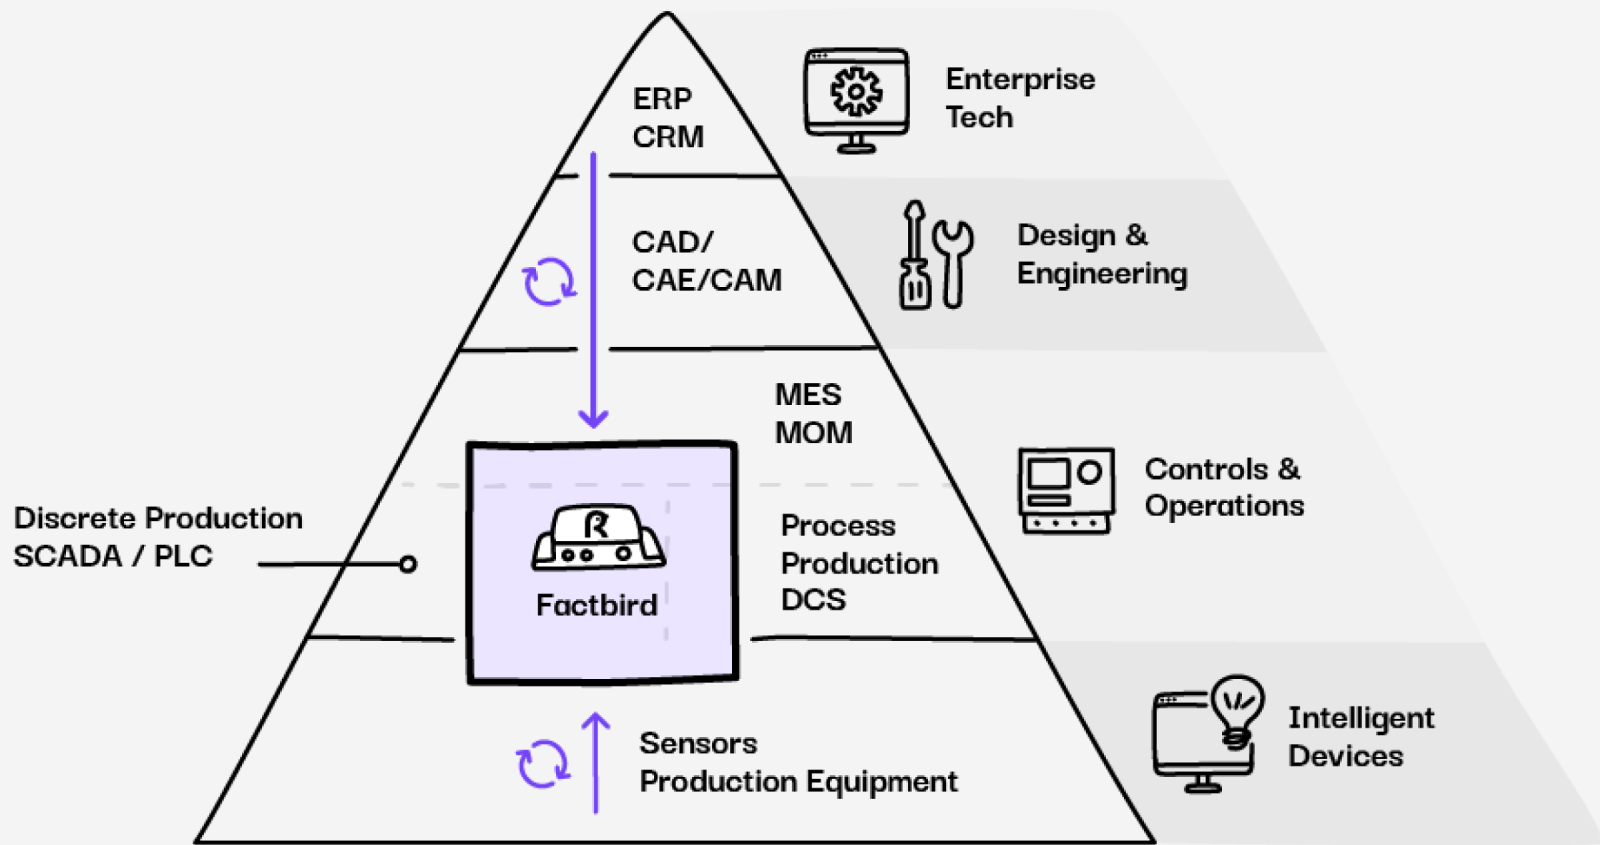 ERP
CRM
Enterprise
Tech
CAD/
CAE/CAM
Design &
Engineering
MES
MOM
Controls &
Operations
Discrete Production
SCADA / PLC
Factbird
Process
Production
DCS
Sensors
Production Equipment
Intelligent
Devices